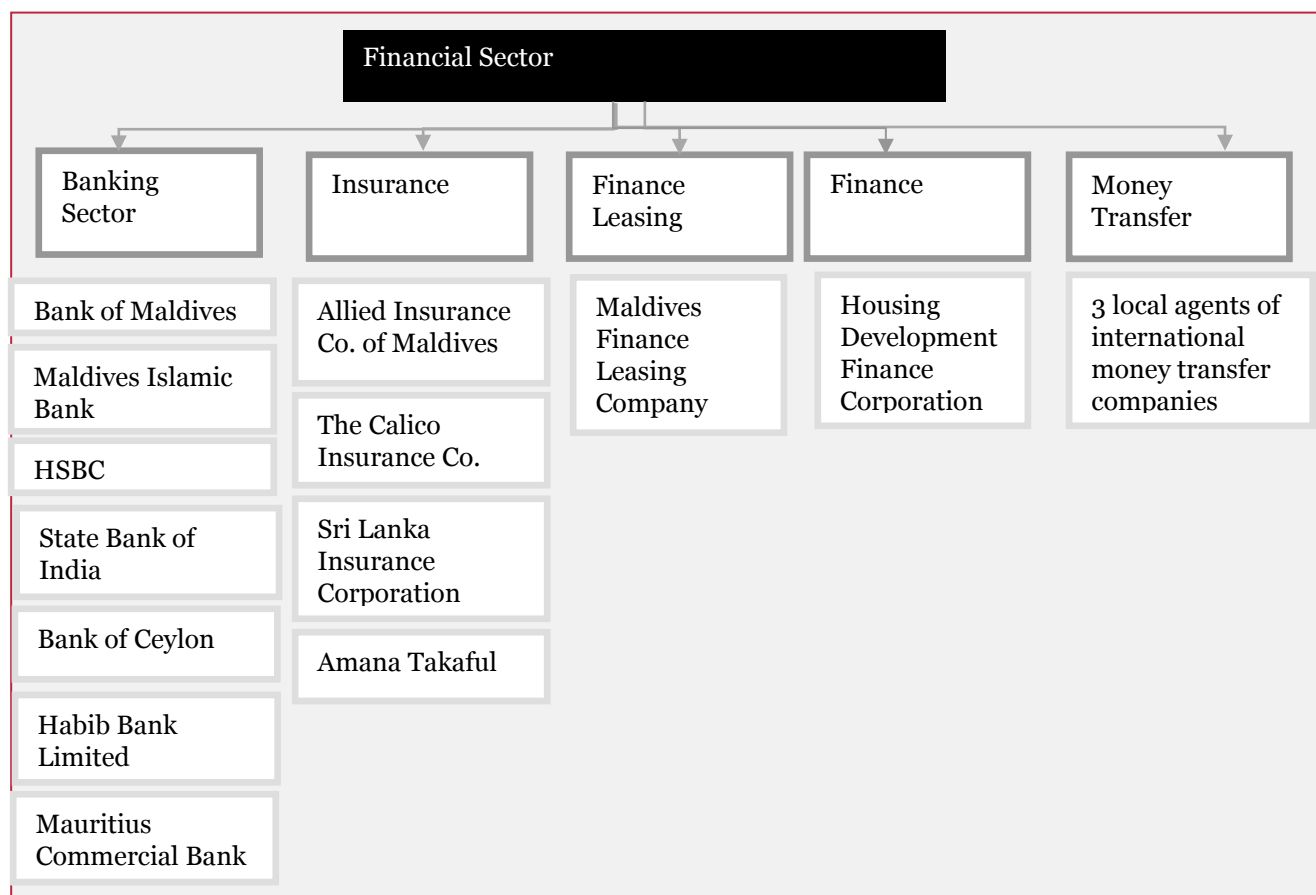 Financial Sector
Banking
Sector
Insurance
Finance
Leasing
Finance
Money
Transfer
Bank of Maldives
Maldives Islamic
Bank
HSBC
State Bank of
India
Bank of Ceylon
Habib Bank
Limited
Mauritius
Commercial Bank
Allied Insurance
Co. of Maldives
The Calico
Insurance Co.
Sri Lanka
Insurance
Corporation
Amana Takaful
Maldives
Finance
Leasing
Company
Housing
Development
Finance
Corporation
3 local agents of
international
money transfer
companies